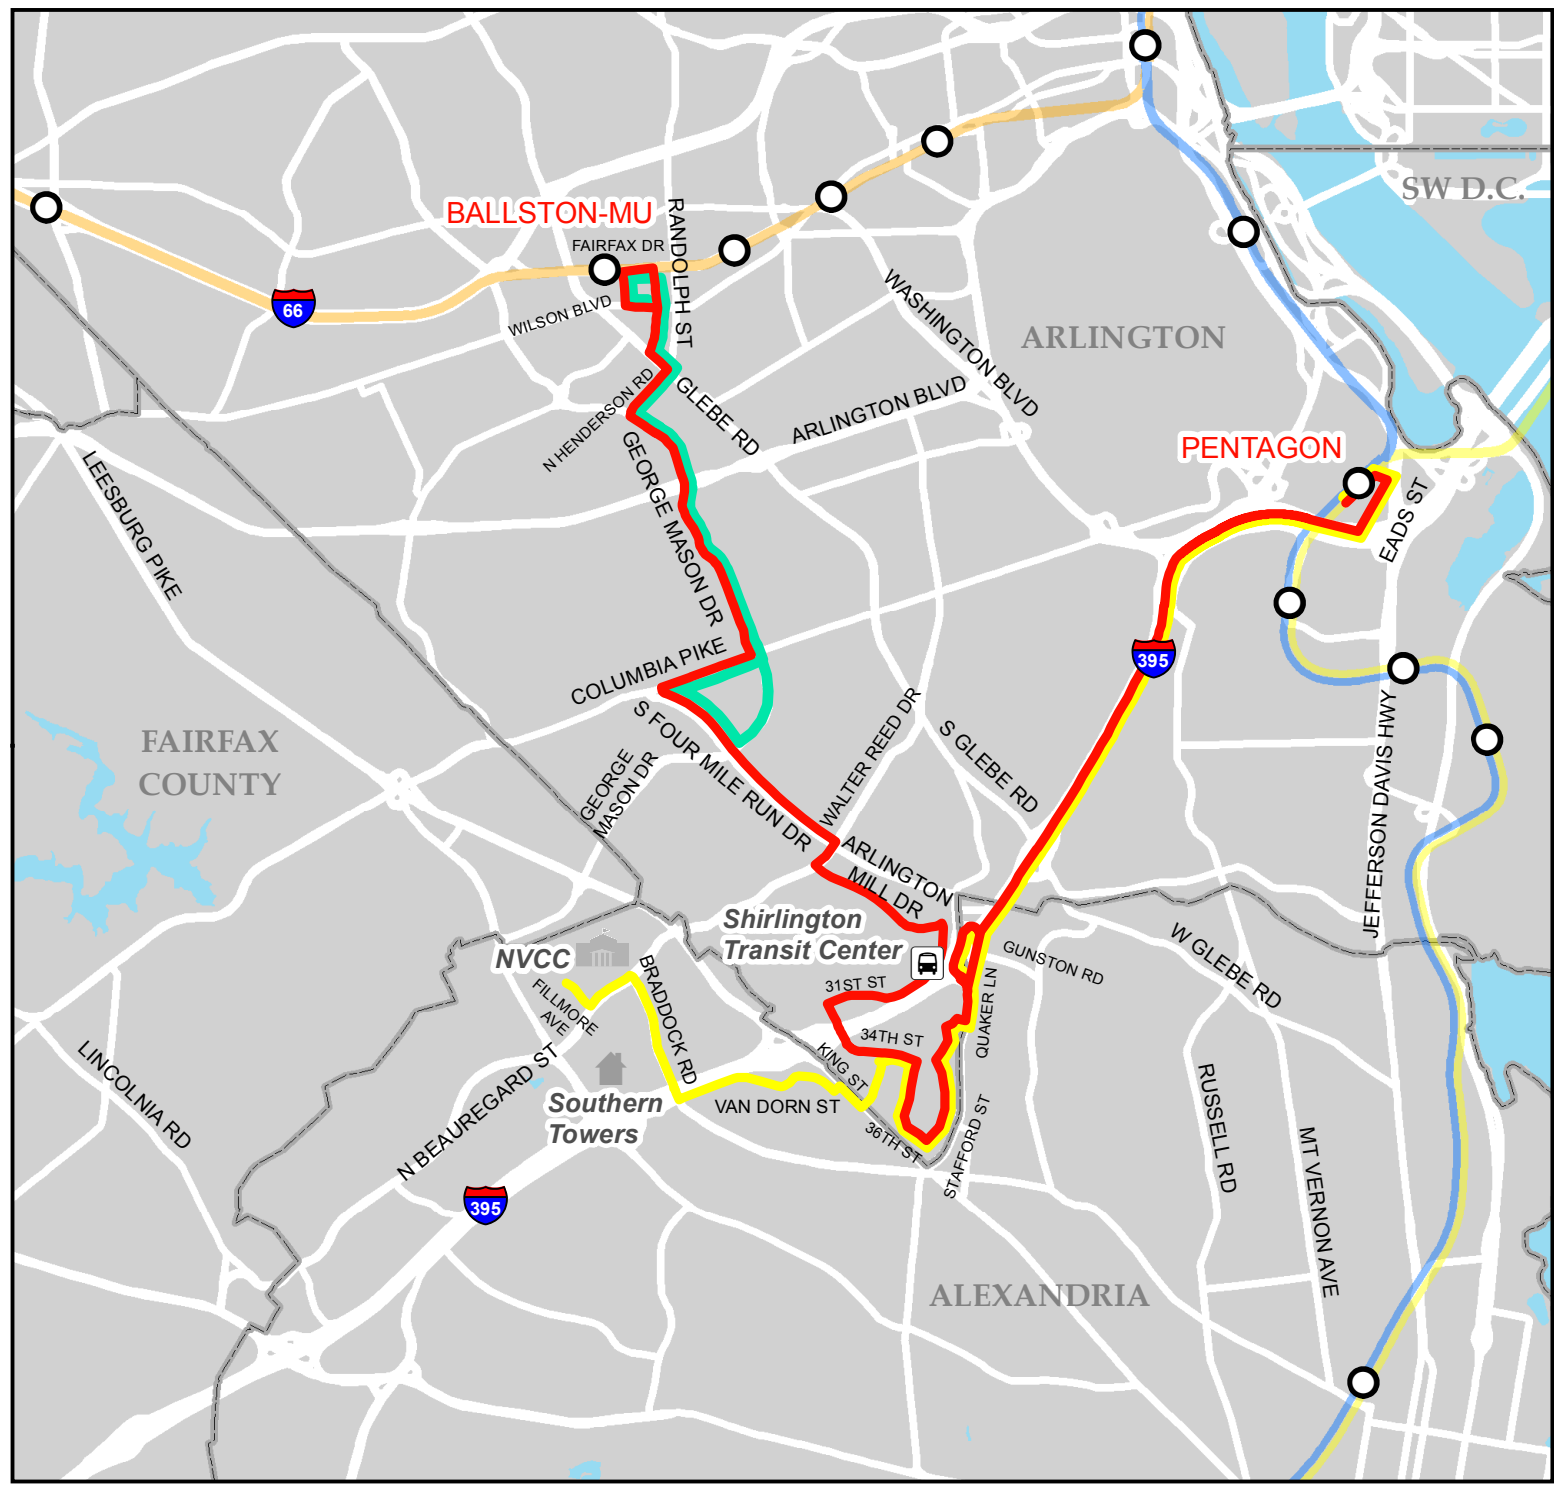 SW D.C.
BALLSTON-MU
RANDOLPH ST
FAIRFAX DR
66
WILSON BLVD
WASHINGTON BLVD
ARLINGTON
N HENDERSON RD
GLEBE RD
ARLINGTON BLVD
PENTAGON
LEESBURG PIKE
GEORGE MASON DR
EADS ST
COLUMBIA PIKE
395
S FOUR MILE RUN DR
WALTER REED DR
S GLEBE RD
JEFFERSON DAVIS HWY
FAIRFAX
COUNTY
GEORGE
MASON DR
ARLINGTON
MILL DR
Shirlington
Transit Center
NVCC
BRADDOCK RD
31ST ST
GUNSTON RD
W GLEBE RD
FILLMORE
AVE
QUAKER LN
34TH ST
KING ST
LINCOLNIA RD
N BEAUREGARD ST
Southern
Towers
VAN DORN ST
36TH ST
STAFFORD ST
RUSSELL RD
MT VERNON AVE
395
ALEXANDRIA